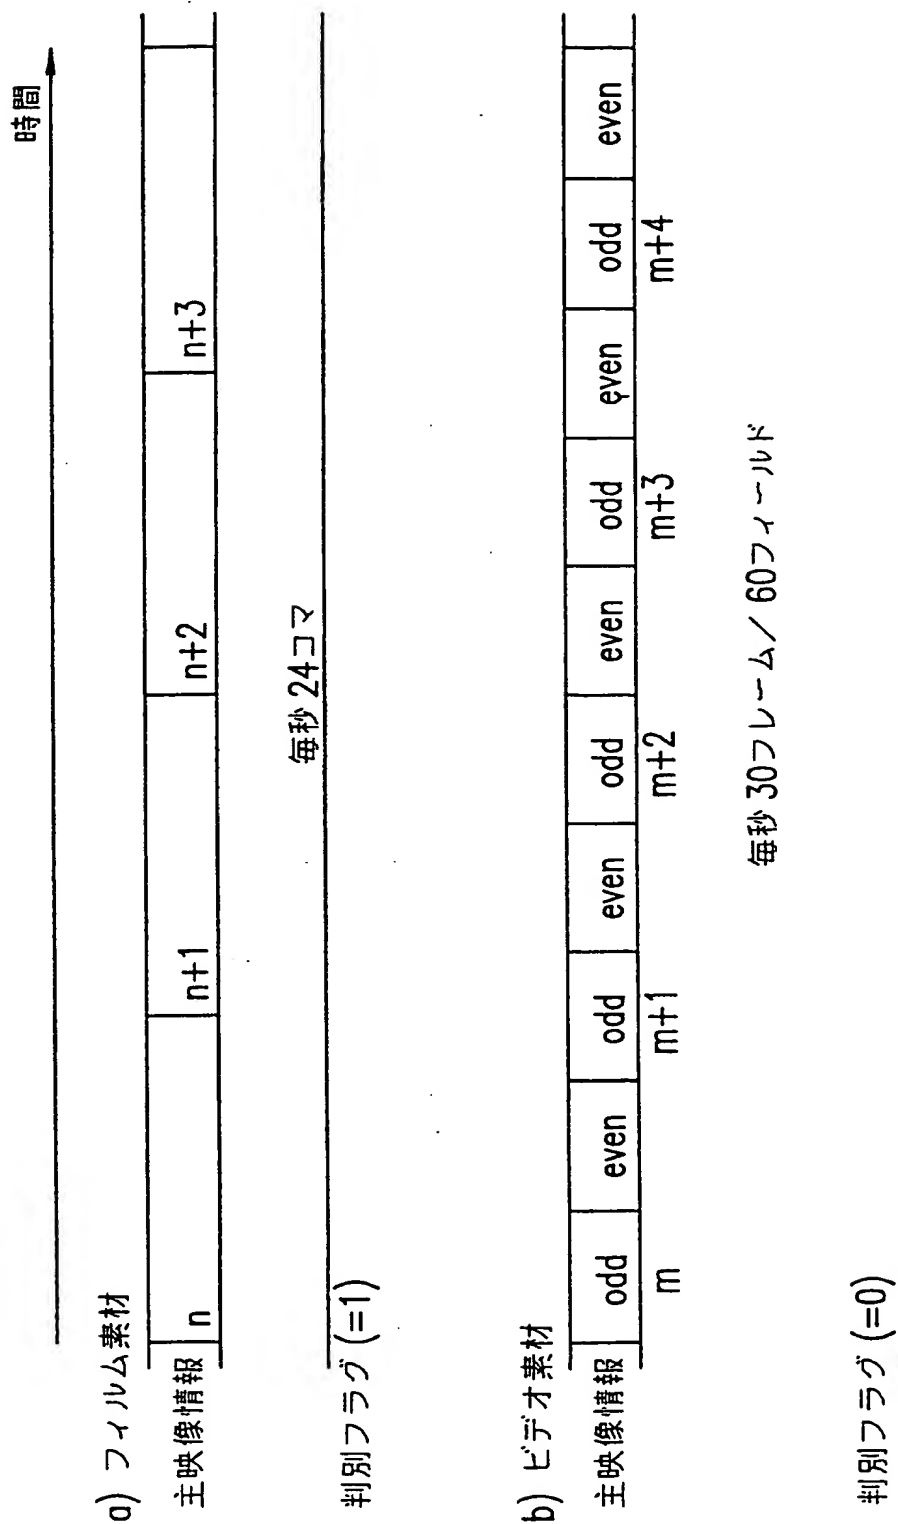 時間
a) フィルム素材
主映像情報 n n+1 n+2 n+3
毎秒24コマ
判別フラグ (=1)
b) ビデオ素材
主映像情報 odd even odd even odd even odd even odd even
m m+1 m+2 m+3 m+4
毎秒30フレーム/60フィールド
判別フラグ (=0)